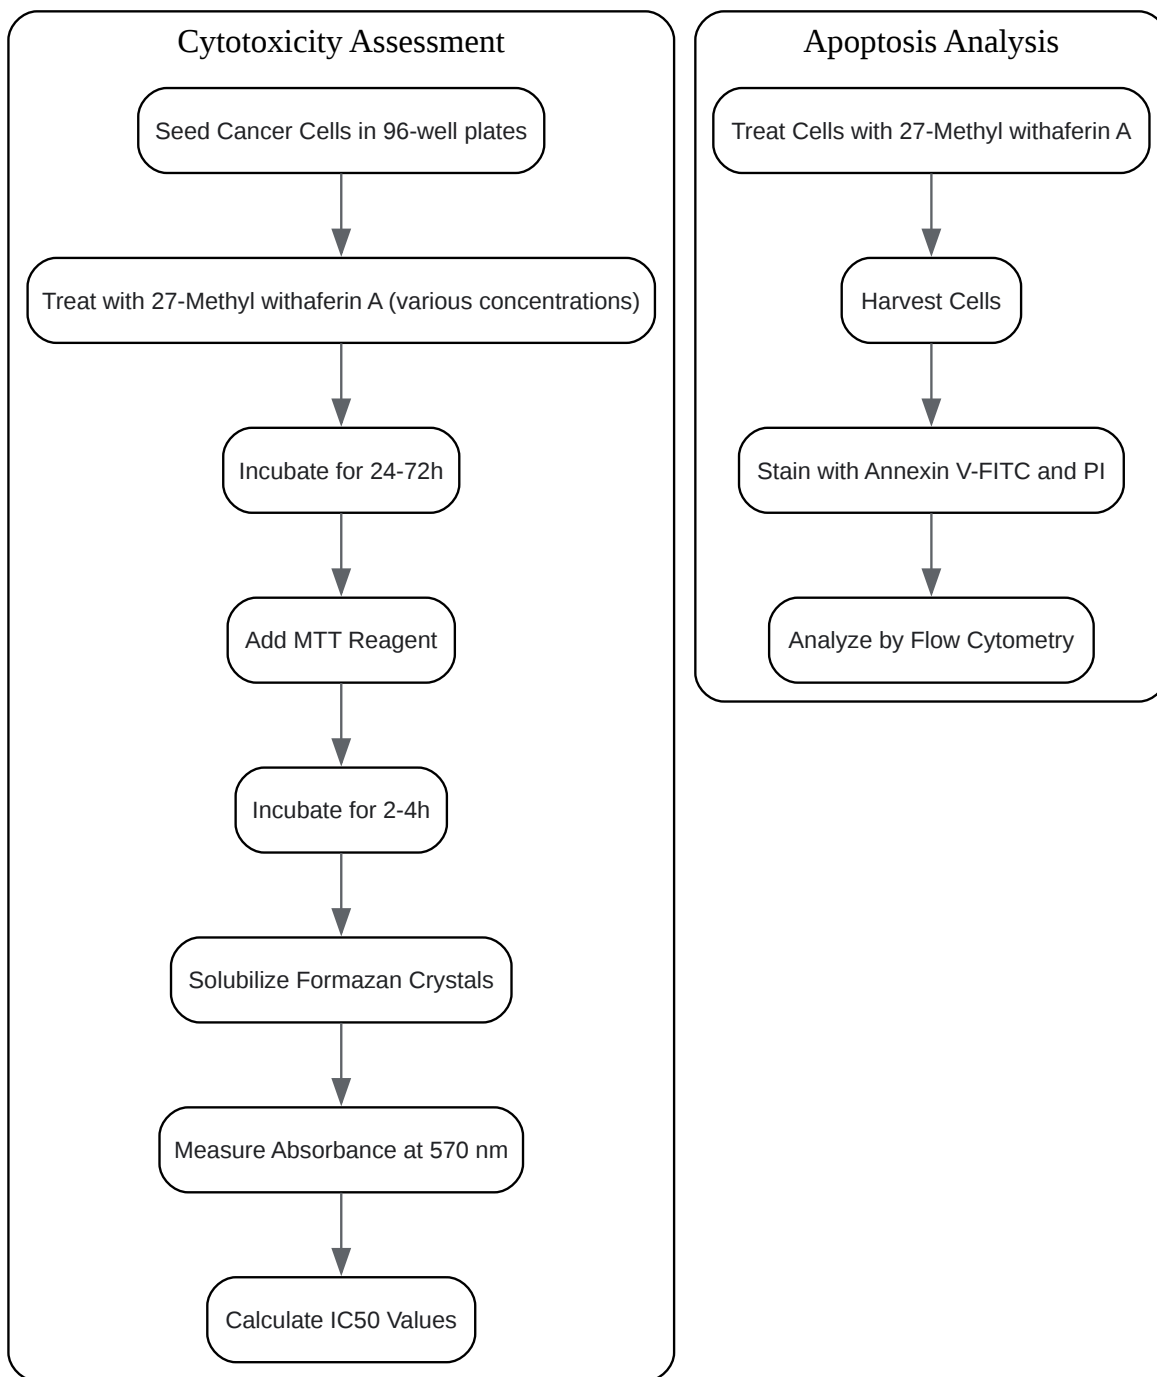 Cytotoxicity Assessment
Seed Cancer Cells in 96-well plates
Treat with 27-Methyl withaferin A (various concentrations)
Incubate for 24-72h
Add MTT Reagent
Incubate for 2-4h
Solubilize Formazan Crystals
Measure Absorbance at 570 nm
Calculate IC50 Values
Apoptosis Analysis
Treat Cells with 27-Methyl withaferin A
Harvest Cells
Stain with Annexin V-FITC and PI
Analyze by Flow Cytometry